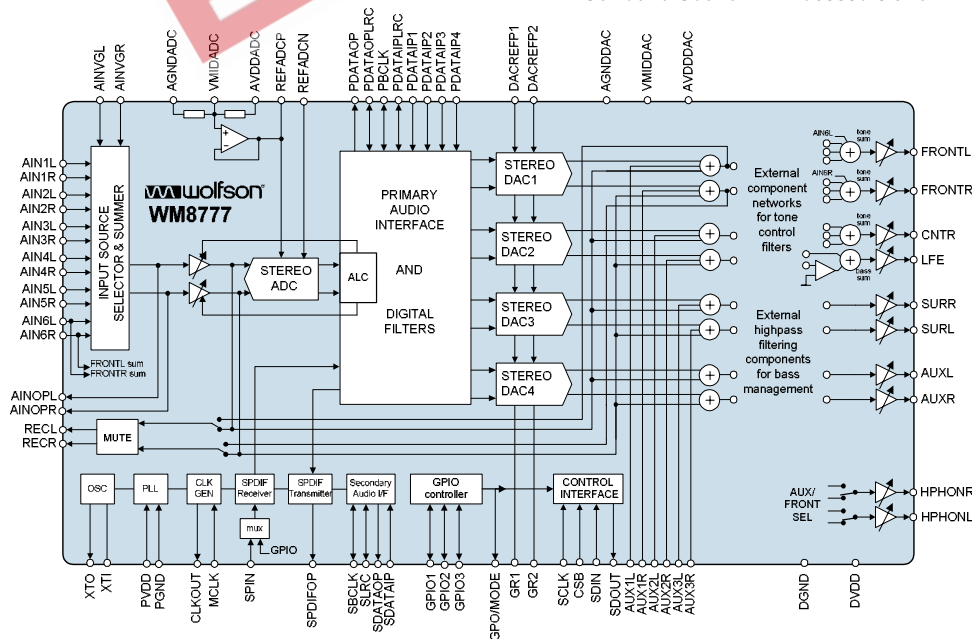 AINVGL
AINVGR
AGNDADC
VMIDADC
AVDDADC
REFADCP
REFADCN
PDATAOP
PDATAOPLRC
PBCLK
PDATAIPLRC
PDATAIP1
PDATAIP2
PDATAIP3
PDATAIP4
DACREFP1
DACREFP2
AGNDDAC
VMIDDAC
AVDDDAC
AIN1L
AIN1R
AIN2L
AIN2R
AIN3L
AIN3R
AIN4L
AIN4R
AIN5L
AIN5R
AIN6L
AIN6R
AINOPL
AINOPR
RECL
RECR
INPUT SOURCE
SELECTOR & SUMMER
FRONTL sum
FRONTR sum
wolfson
WM8777
+
-
STEREO
ADC
ALC
PRIMARY
AUDIO
INTERFACE
AND
DIGITAL
FILTERS
STEREO
DAC1
STEREO
DAC2
STEREO
DAC3
STEREO
DAC4
+
+
+
+
+
+
+
+
External
component
networks
for tone
control
filters
External
highpass
filtering
components
for bass
management
AIN6L
tone
sum
+
AIN5R
tone
sum
+
tone
sum
+
+
bass
sum
FRONTL
FRONTR
CNTR
LFE
SURR
SURL
AUXL
AUXR
HPHONR
HPHONL
AUX/
FRONT
SEL
MUTE
OSC
PLL
CLK
GEN
SPDIF
Receiver
SPDIF
Transmitter
Secondary
Audio I/F
GPIO
controller
CONTROL
INTERFACE
mux
GPIO
XTO
XTI
PVDD
PGND
CLKOUT
MCLK
SPIN
SPDIFOP
SBCLK
SLRC
SDATAOP
SDATAIP
GPIO1
GPIO2
GPIO3
GPO/MODE
GR1
GR2
SCLK
CSB
SDIN
SDOUT
AUX1L
AUX1R
AUX2L
AUX2R
AUX3L
AUX3R
DGND
DVDD